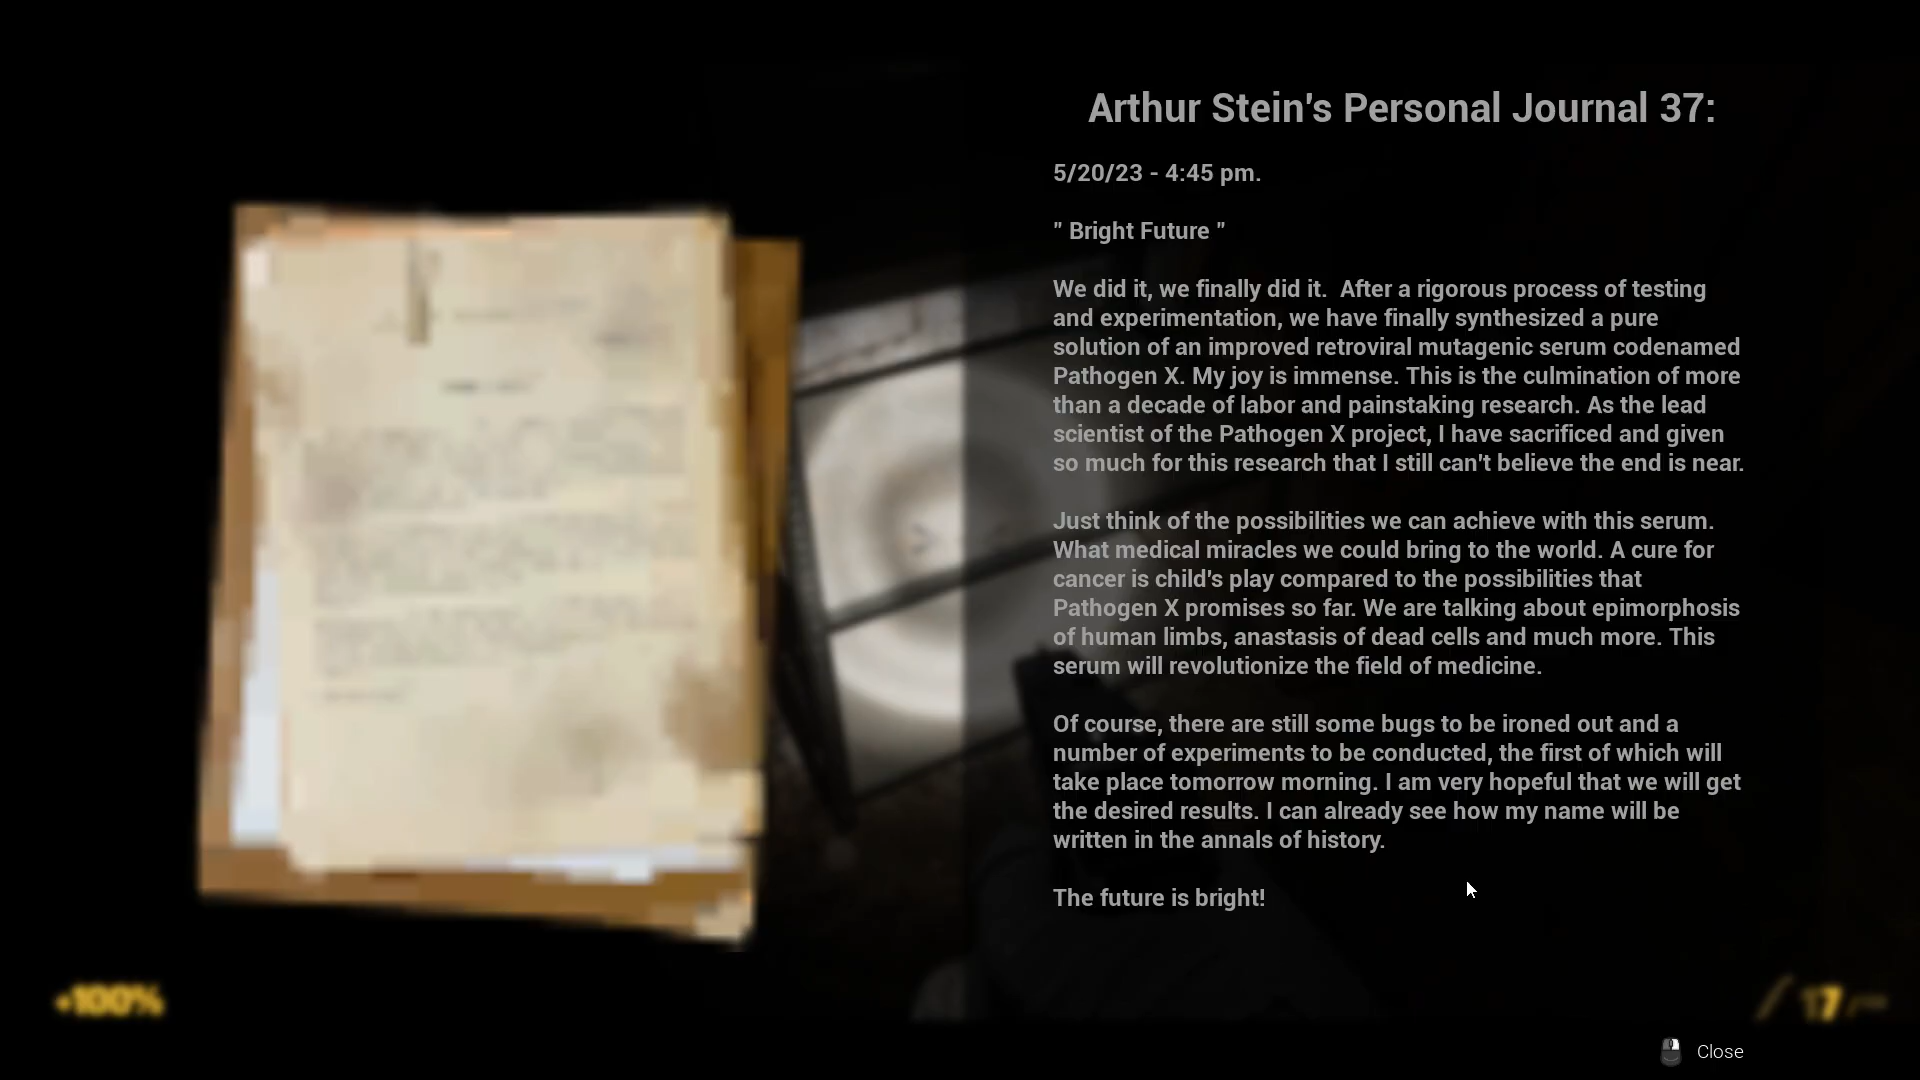 Arthur Stein's Personal Journal 37:
5/20/23 - 4:45 pm.
" Bright Future "
We did it, we finally did it.  After a rigorous process of testing
and experimentation, we have finally synthesized a pure
solution of an improved retroviral mutagenic serum codenamed
Pathogen X. My joy is immense. This is the culmination of more
than a decade of labor and painstaking research. As the lead
scientist of the Pathogen X project, I have sacrificed and given
so much for this research that I still can't believe the end is near.
Just think of the possibilities we can achieve with this serum.
What medical miracles we could bring to the world. A cure for
cancer is child's play compared to the possibilities that
Pathogen X promises so far. We are talking about epimorphosis
of human limbs, anastasis of dead cells and much more. This
serum will revolutionize the field of medicine.
Of course, there are still some bugs to be ironed out and a
number of experiments to be conducted, the first of which will
take place tomorrow morning. I am very hopeful that we will get
the desired results. I can already see how my name will be
written in the annals of history.
The future is bright!
+100%
17
Close